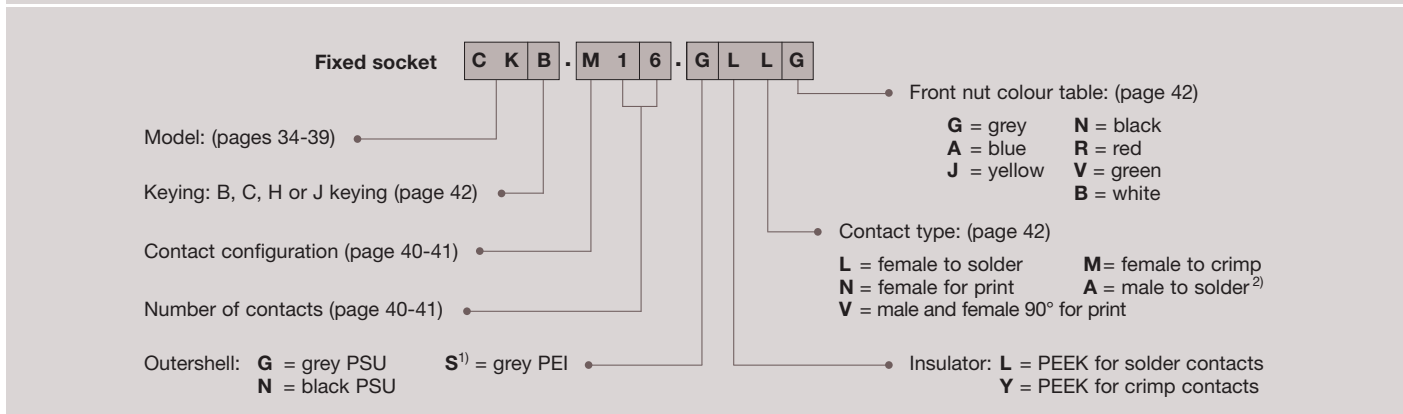 Fixed socket CKB.M16.GLLG
Front nut colour table: (page 42)
G = grey N = black
A = blue R = red
J = yellow V = green
B = white
Model: (pages 34-39)
Keying: B, C, H or J keying (page 42)
Contact type: (page 42)
L = female to solder M= female to crimp
N = female for print A = male to solder 2)
V = male and female 90° for print
Contact configuration (page 40-41)
Number of contacts (page 40-41)
Outershell: G = grey PSU S1) = grey PEI
N = black PSU
Insulator: L = PEEK for solder contacts
Y = PEEK for crimp contacts